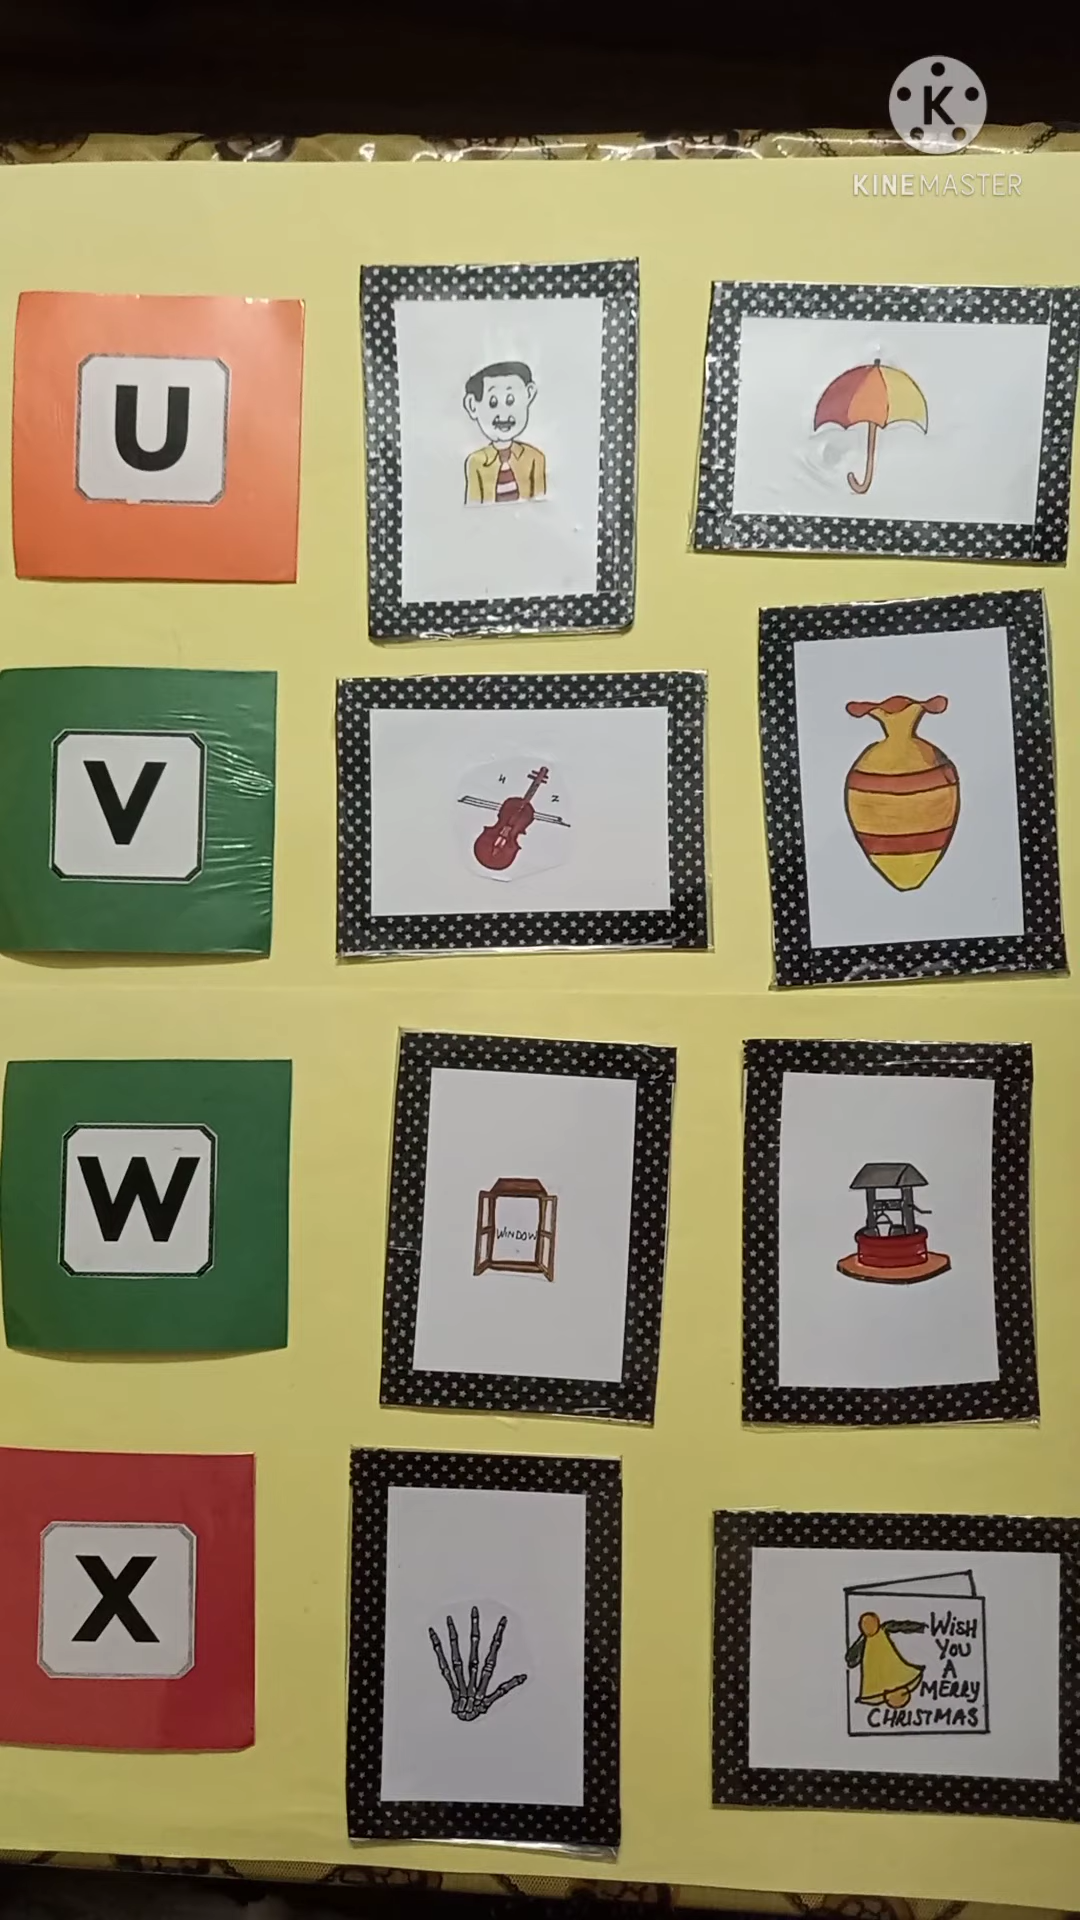 K
KINEMASTER
U
V
W
WINDOW
X
WISH
YOU
A
MERRY
CHRISTMAS